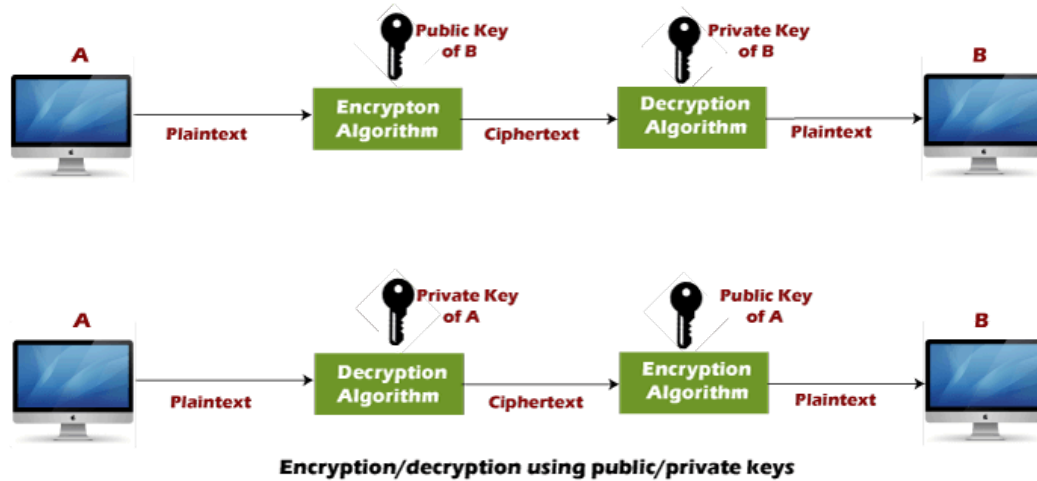 A
Public Key
of B
Private Key
of B
B
Encrypton
Algorithm
Decryption
Algorithm
Plaintext
Ciphertext
Plaintext
A
Private Key
of A
Public Key
of A
B
Decryption
Algorithm
Encryption
Algorithm
Plaintext
Ciphertext
Plaintext
Encryption/decryption using public/private keys